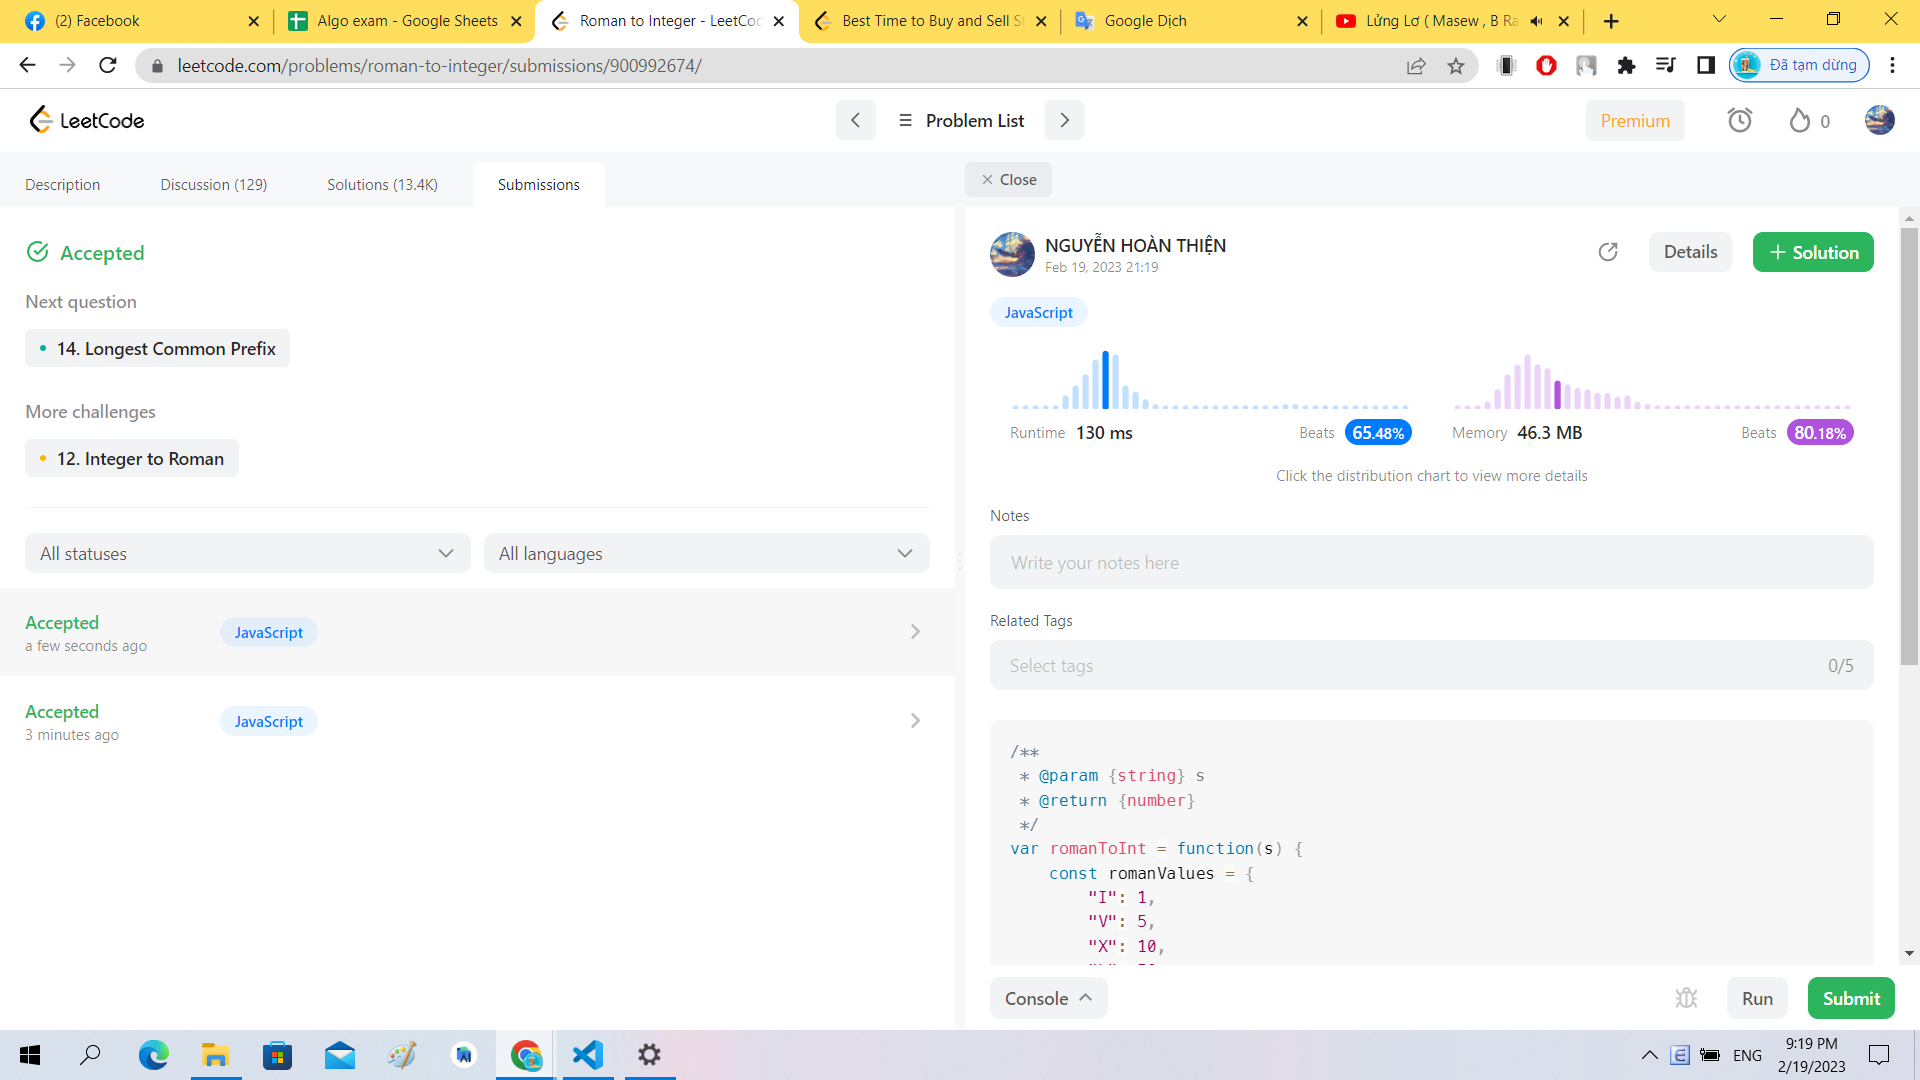 (2) Facebook
Algo exam - Google Sheets
Roman to Integer - LeetCo
Best Time to Buy and Sell St
Google Dịch
Lửng Lơ ( Masew , B Ra
leetcode.com/problems/roman-to-integer/submissions/900992674/
Đã tạm dừng
LeetCode
Problem List
Premium
0
Description
Discussion (129)
Solutions (13.4K)
Submissions
Close
Accepted
Next question
14. Longest Common Prefix
More challenges
12. Integer to Roman
All statuses
All languages
Accepted
a few seconds ago
JavaScript
Accepted
3 minutes ago
JavaScript
NGUYỄN HOÀN THIỆN
Feb 19, 2023 21:19
Details
+ Solution
JavaScript
Runtime 130 ms
Beats 65.48%
Memory 46.3 MB
Beats 80.18%
Click the distribution chart to view more details
Notes
Write your notes here
Related Tags
Select tags
0/5
/**
* @param {string} s
* @return {number}
*/
var romanToInt = function(s) {
const romanValues = {
"I": 1,
"V": 5,
"X": 10,
Console
Run
Submit
ENG
9:19 PM
2/19/2023